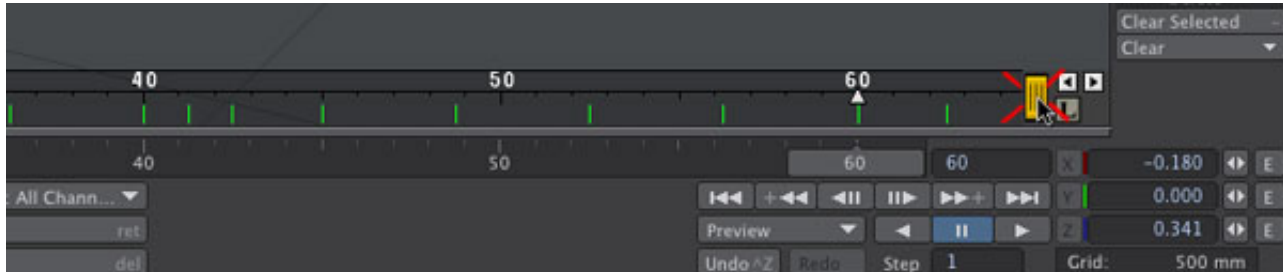 Clear Selected
Clear
40 50 60
L
40 50 60 60 X -0.180 E
: All Chann... Y 0.000 E
ret Preview Z 0.341 E
del Undo ^Z Redo Step 1 Grid: 500 mm